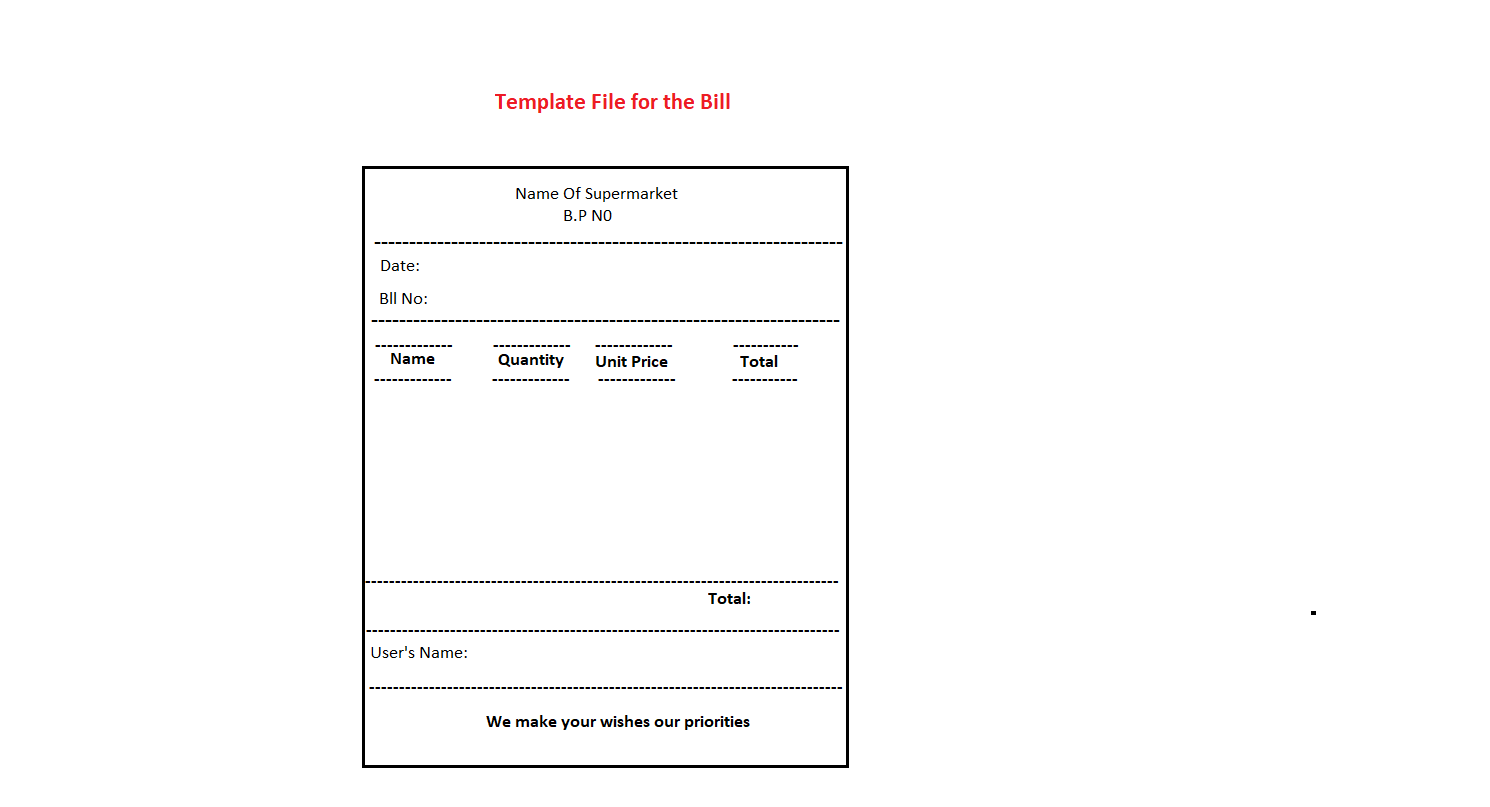 Template File for the Bill
Name Of Supermarket
B.P N0
--------------------------------------------------------------------
Date:
Bll No:
--------------------------------------------------------------------
------------- ------------- ------------- -----------
Name Quantity Unit Price Total
------------- ------------- ------------- -----------
--------------------------------------------------------------------------------
Total:
--------------------------------------------------------------------------------
User's Name:
--------------------------------------------------------------------------------
We make your wishes our priorities